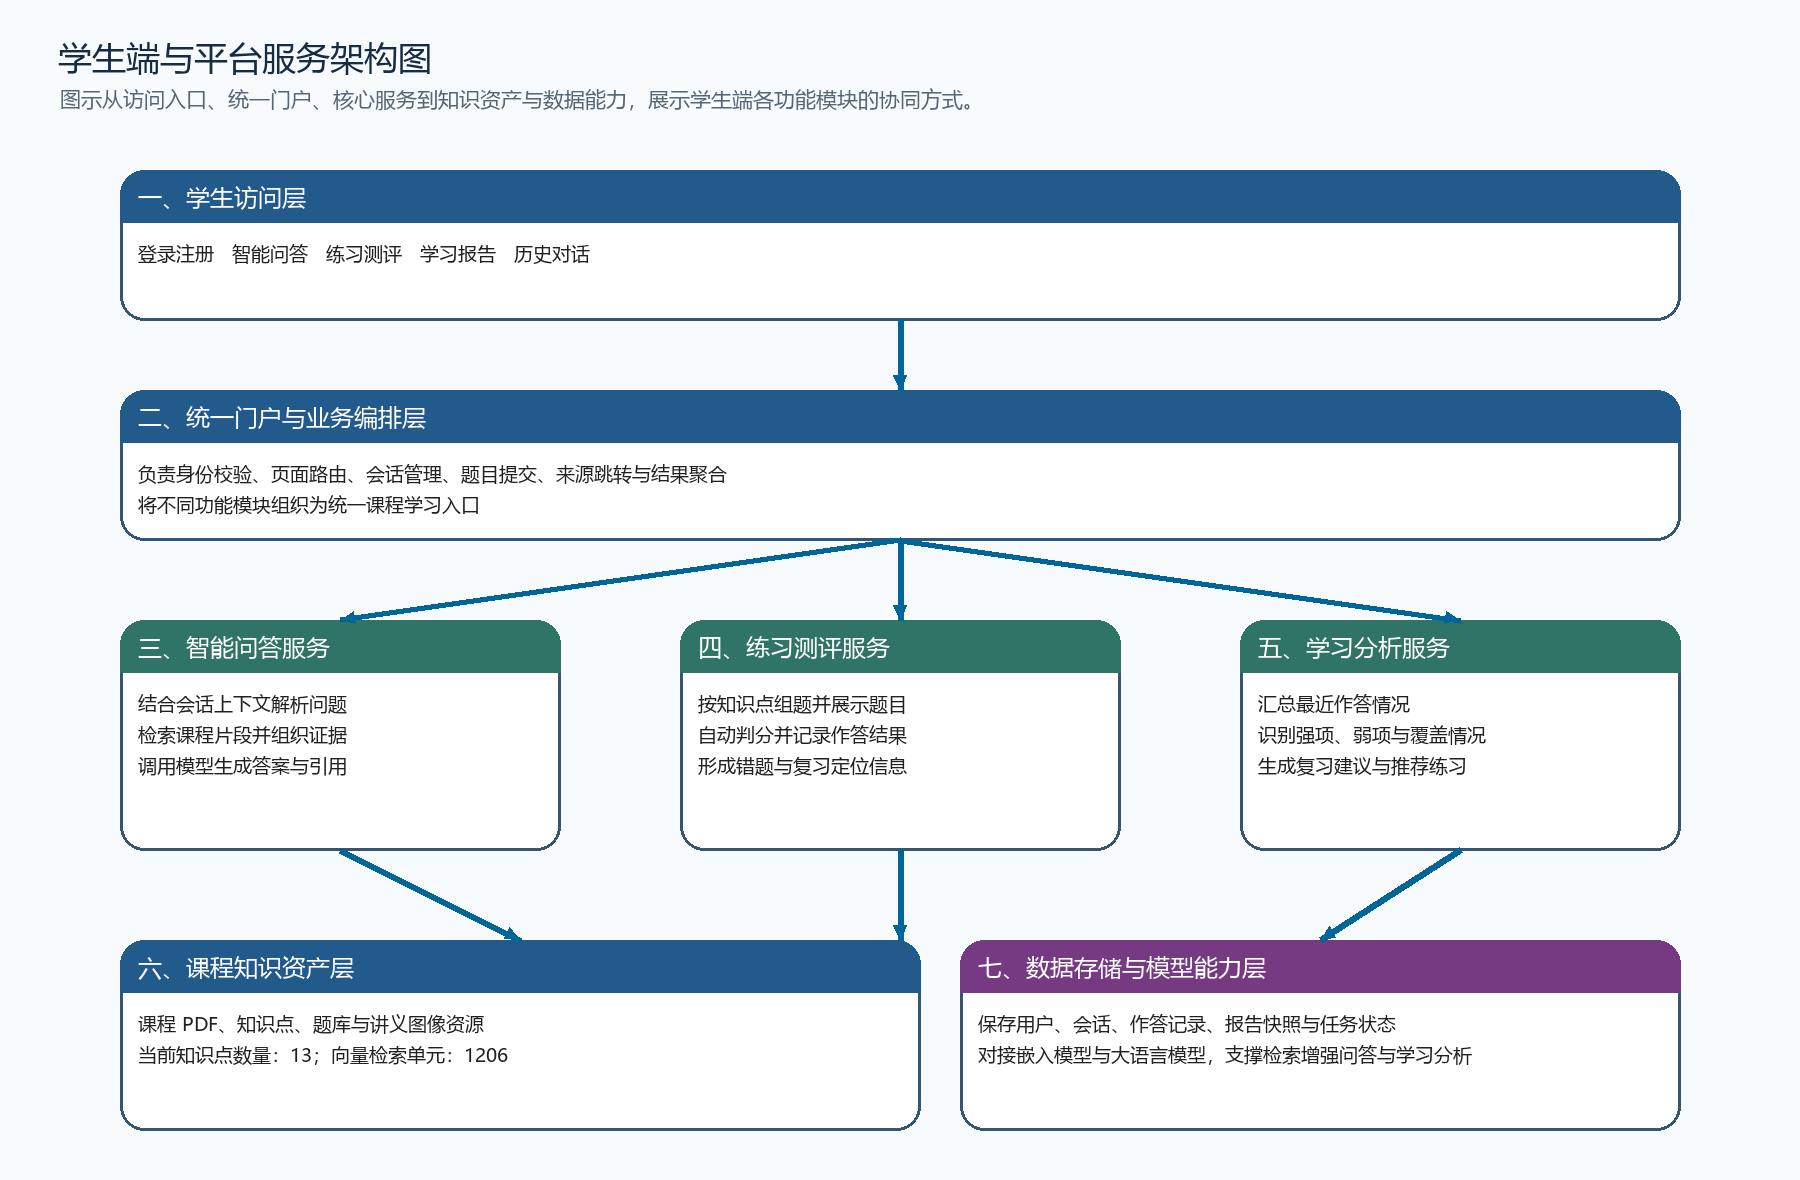 学生端与平台服务架构图
图示从访问入口、统一门户、核心服务到知识资产与数据能力，展示学生端各功能模块的协同方式。
一、学生访问层
登录注册 智能问答 练习测评 学习报告 历史对话
二、统一门户与业务编排层
负责身份校验、页面路由、会话管理、题目提交、来源跳转与结果聚合
将不同功能模块组织为统一课程学习入口
三、智能问答服务
结合会话上下文解析问题
检索课程片段并组织证据
调用模型生成答案与引用
四、练习测评服务
按知识点组题并展示题目
自动判分并记录作答结果
形成错题与复习定位信息
五、学习分析服务
汇总最近作答情况
识别强项、弱项与覆盖情况
生成复习建议与推荐练习
六、课程知识资产层
课程 PDF、知识点、题库与讲义图像资源
当前知识点数量：13；向量检索单元：1206
七、数据存储与模型能力层
保存用户、会话、作答记录、报告快照与任务状态
对接嵌入模型与大语言模型，支撑检索增强问答与学习分析